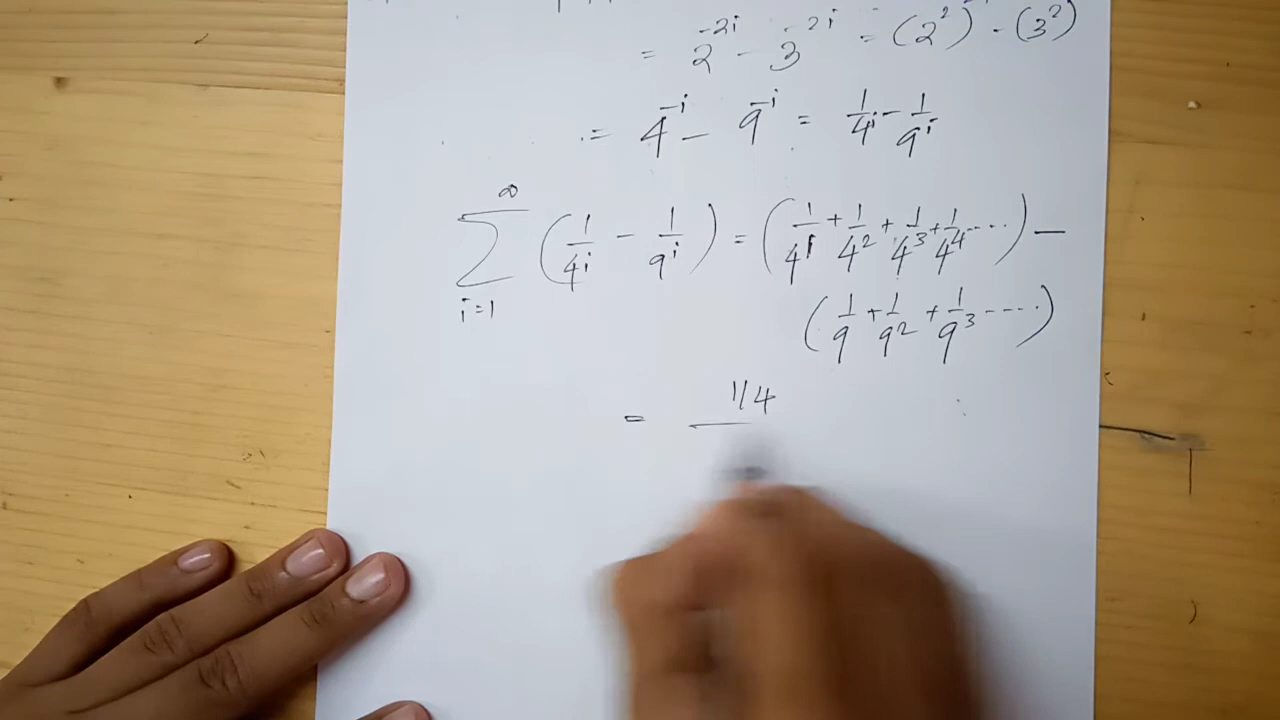 = 2^{-2i} - 3^{-2i} = (2^2)^{-i} - (3^2)
= 4^{-i} - 9^{-i} = 1/4^i - 1/9^i
∑_{i=1}^{∞} (1/4^i - 1/9^i) = (1/4^1 + 1/4^2 + 1/4^3 + 1/4^4 ....) -
(1/9 + 1/9^2 + 1/9^3 ....)
= 1/4